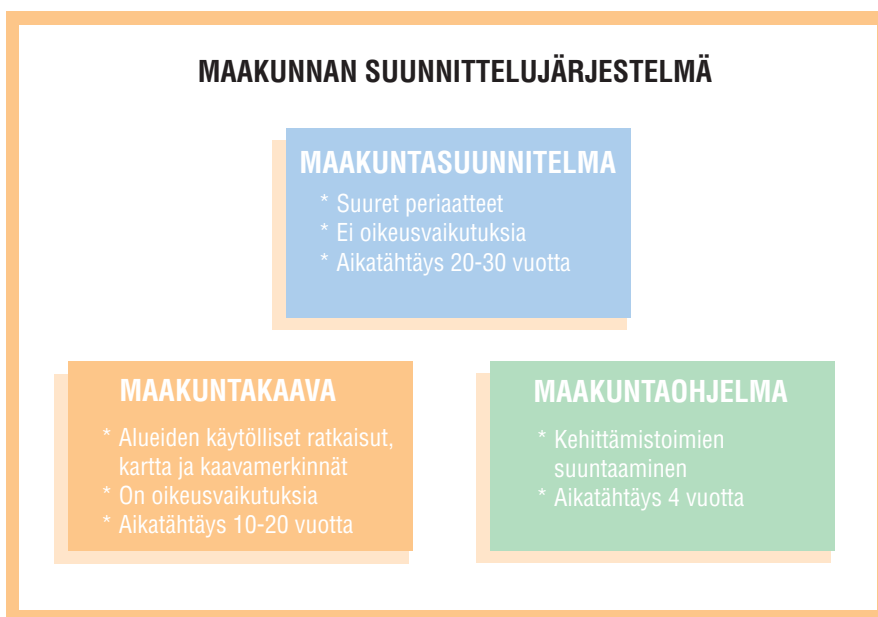 MAAKUNNAN SUUNNITTELUJÄRJESTELMÄ
MAAKUNTASUUNNITELMA
* Suuret periaatteet
* Ei oikeusvaikutuksia
* Aikatähtäys 20-30 vuotta
MAAKUNTAKAAVA
* Alueiden käytölliset ratkaisut,
kartta ja kaavamerkinnät
* On oikeusvaikutuksia
* Aikatähtäys 10-20 vuotta
MAAKUNTAOHJELMA
* Kehittämistoimien
suuntaaminen
* Aikatähtäys 4 vuotta